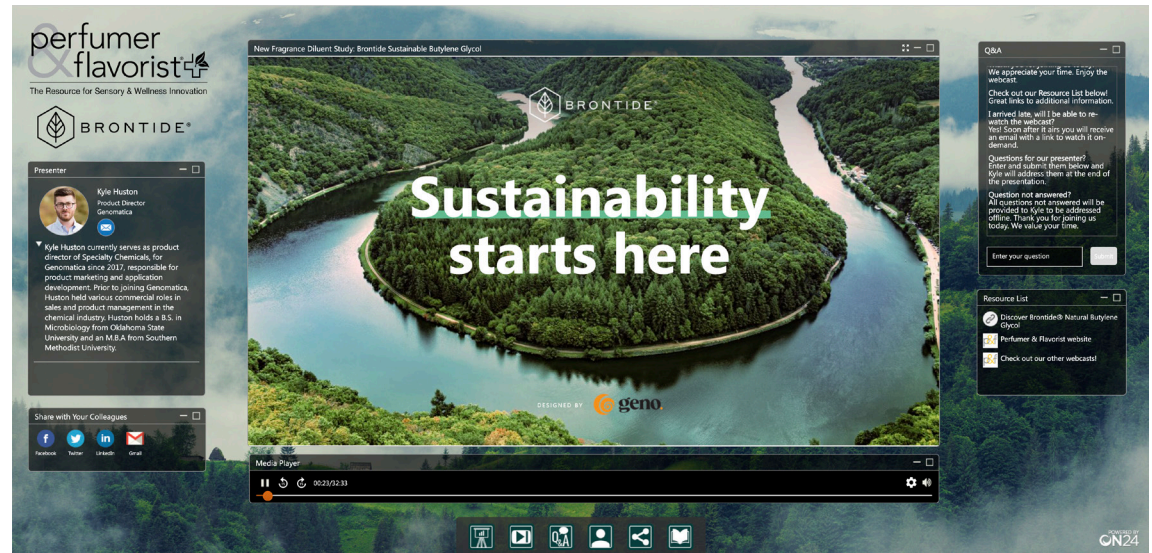 perfumer
&flavorist+
The Resource for Sensory & Wellness Innovation
BRONTIDE®
Presenter
Kyle Huston
Product Director
Genomatica
Kyle Huston currently serves as product
director of Specialty Chemicals, for
Genomatica since 2017, responsible for
product marketing and application
development. Prior to joining Genomatica,
Huston held various commercial roles in
sales and product management in the
chemical industry. Huston holds a B.S. in
Microbiology from Oklahoma State
University and an M.B.A from Southern
Methodist University.
Share with Your Colleagues
Facebook Twitter LinkedIn Gmail
New Fragrance Diluent Study: Brontide Sustainable Butylene Glycol
BRONTIDE
Sustainability
starts here
DESIGNED BY geno.
Media Player
00:23/32:33
Q&A
Q&A
We appreciate your time. Enjoy the
webcast.
Check out our Resource List below!
Great links to additional information.
I arrived late, will I be able to re-
watch the webcast?
Yes! Soon after it airs you will receive
an email with a link to watch it on-
demand.
Questions for our presenter?
Enter and submit them below and
Kyle will address them at the end of
the presentation.
Question not answered?
All questions not answered will be
provided to Kyle to be addressed
offline. Thank you for joining us
today. We value your time.
Enter your question
Submit
Resource List
Discover Brontide® Natural Butylene
Glycol
p&f
Perfumer & Flavorist website
p&f
Check out our other webcasts!
POWERED BY
ON24